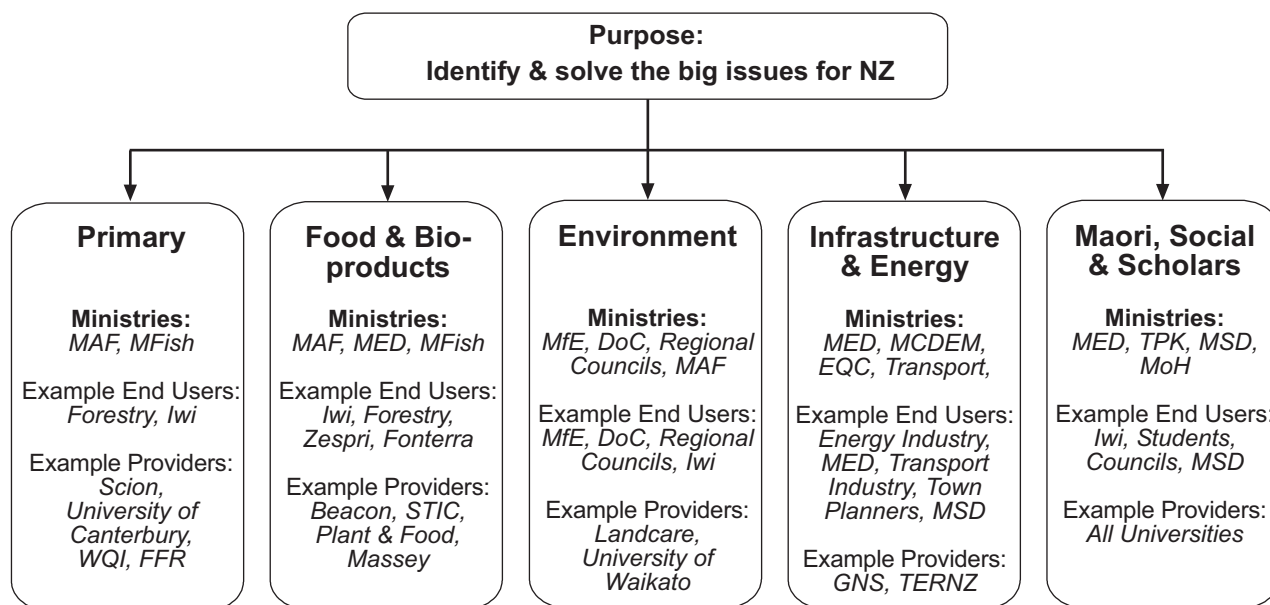 Purpose:
Identify & solve the big issues for NZ
Primary
Ministries:
MAF, MFish
Example End Users:
Forestry, Iwi
Example Providers:
Scion,
University of
Canterbury,
WQI, FFR
Food & Bio-
products
Ministries:
MAF, MED, MFish
Example End Users:
Iwi, Forestry,
Zespri, Fonterra
Example Providers:
Beacon, STIC,
Plant & Food,
Massey
Environment
Ministries:
MfE, DoC, Regional
Councils, MAF
Example End Users:
MfE, DoC, Regional
Councils, Iwi
Example Providers:
Landcare,
University of
Waikato
Infrastructure
& Energy
Ministries:
MED, MCDEM,
EQC, Transport,
Example End Users:
Energy Industry,
MED, Transport
Industry, Town
Planners, MSD
Example Providers:
GNS, TERNZ
Maori, Social
& Scholars
Ministries:
MED, TPK, MSD,
MoH
Example End Users:
Iwi, Students,
Councils, MSD
Example Providers:
All Universities